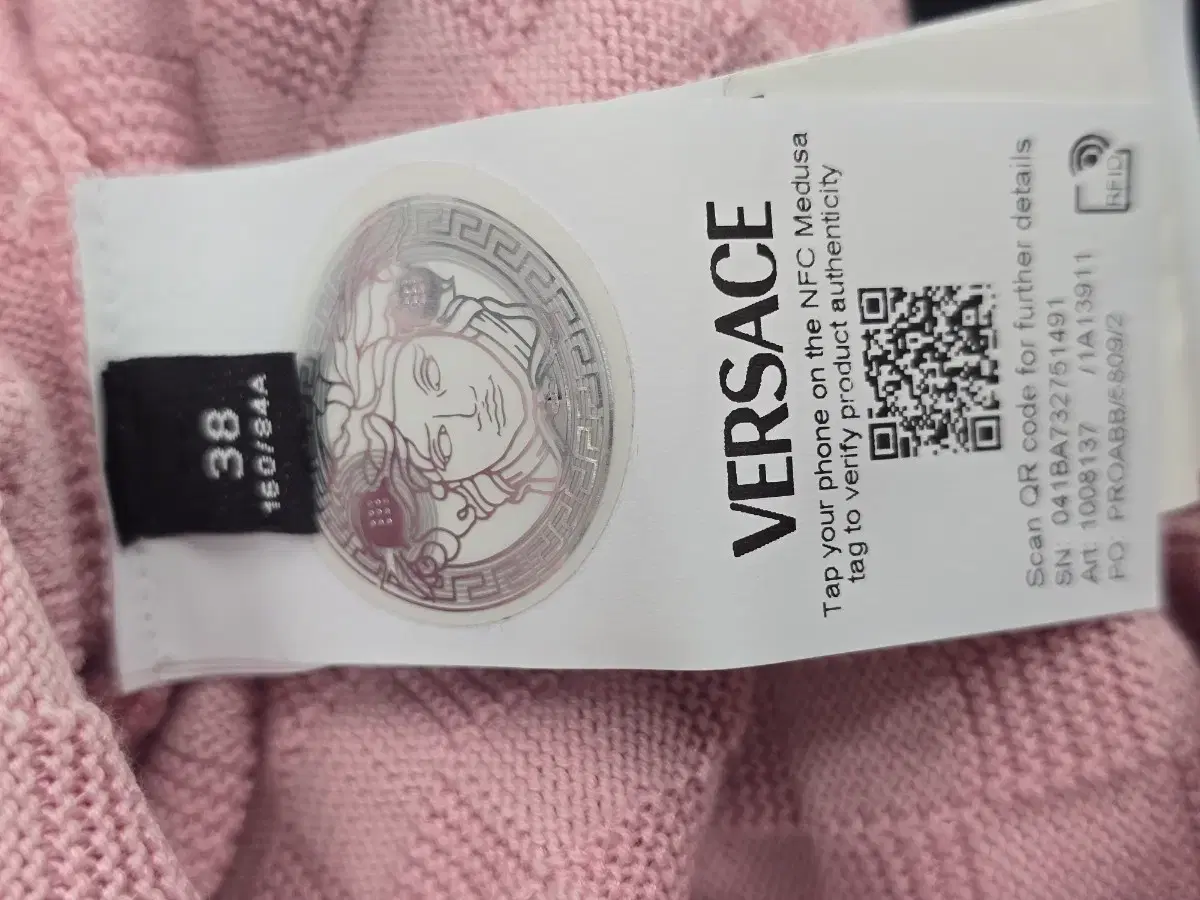 38
160/84A
VERSACE
Tap your phone on the NFC Medusa
tag to verify product authenticity
Scan QR code for further details
SN: 041BA732751491
Art: 1008137 /1A13911
PO: PROABB/E809/2
RFID